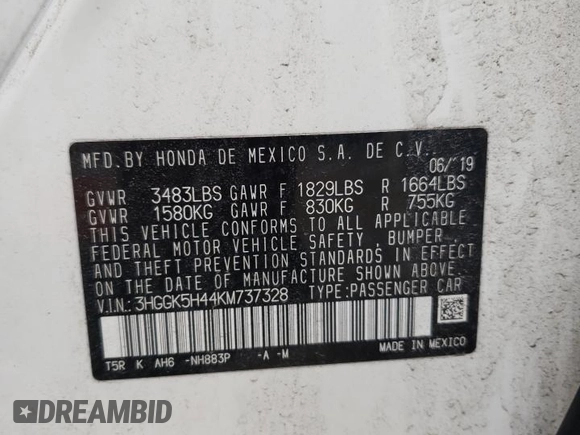 MFD. BY HONDA DE MEXICO S.A. DE C.V.
06/'19
GVWR 3483LBS GAWR F 1829LBS R 1664LBS
GVWR 1580KG GAWR F 830KG R 755KG
THIS VEHICLE CONFORMS TO ALL APPLICABLE
FEDERAL MOTOR VEHICLE SAFETY, BUMPER,
AND THEFT PREVENTION STANDARDS IN EFFECT
ON THE DATE OF MANUFACTURE SHOWN ABOVE.
V.I.N.: 3HGGK5H44KM737328 TYPE: PASSENGER CAR
T5R K AH6 -NH883P -A -M
MADE IN MEXICO
DREAMBID
DREAMBID.COM